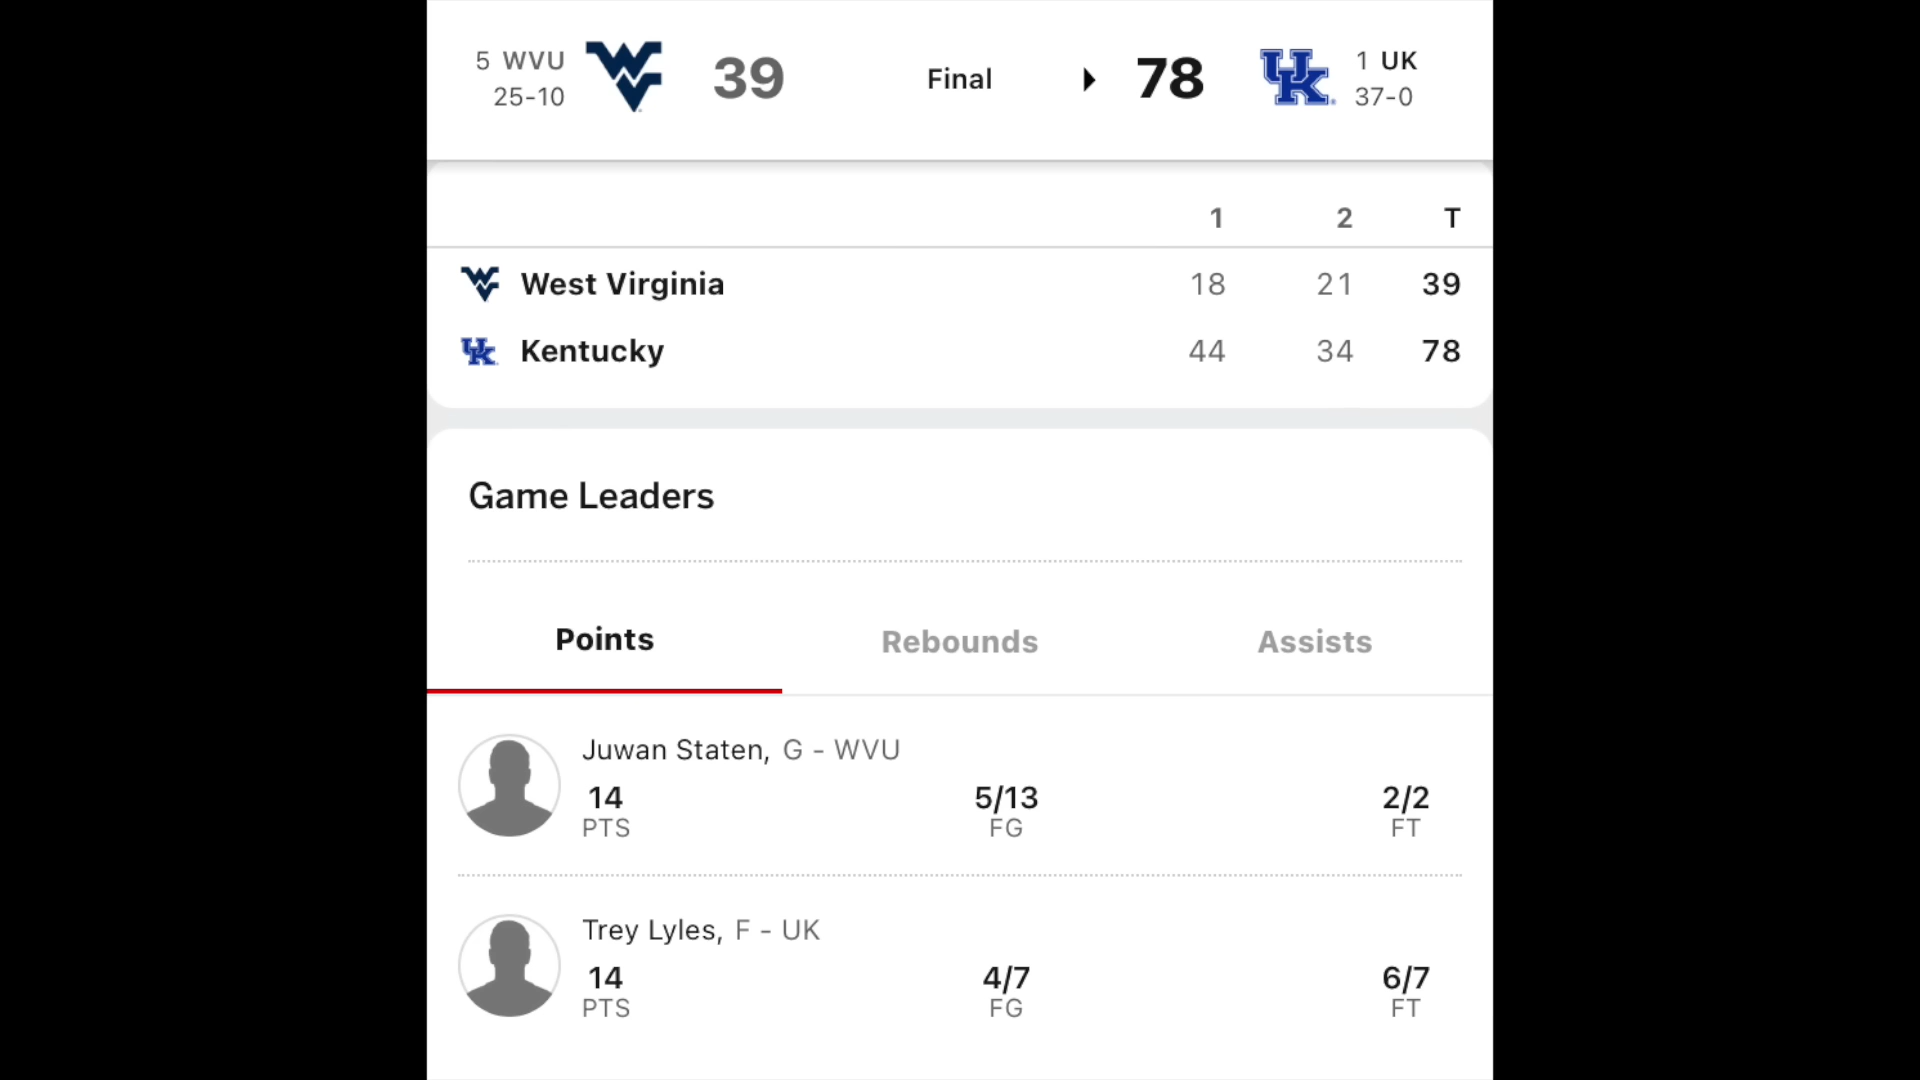 5 WVU 39 Final 78 1 UK
25-10 37-0
1 2 T
West Virginia 18 21 39
Kentucky 44 34 78
Game Leaders
Points Rebounds Assists
Juwan Staten, G - WVU
14 5/13 2/2
PTS FG FT
Trey Lyles, F - UK
14 4/7 6/7
PTS FG FT